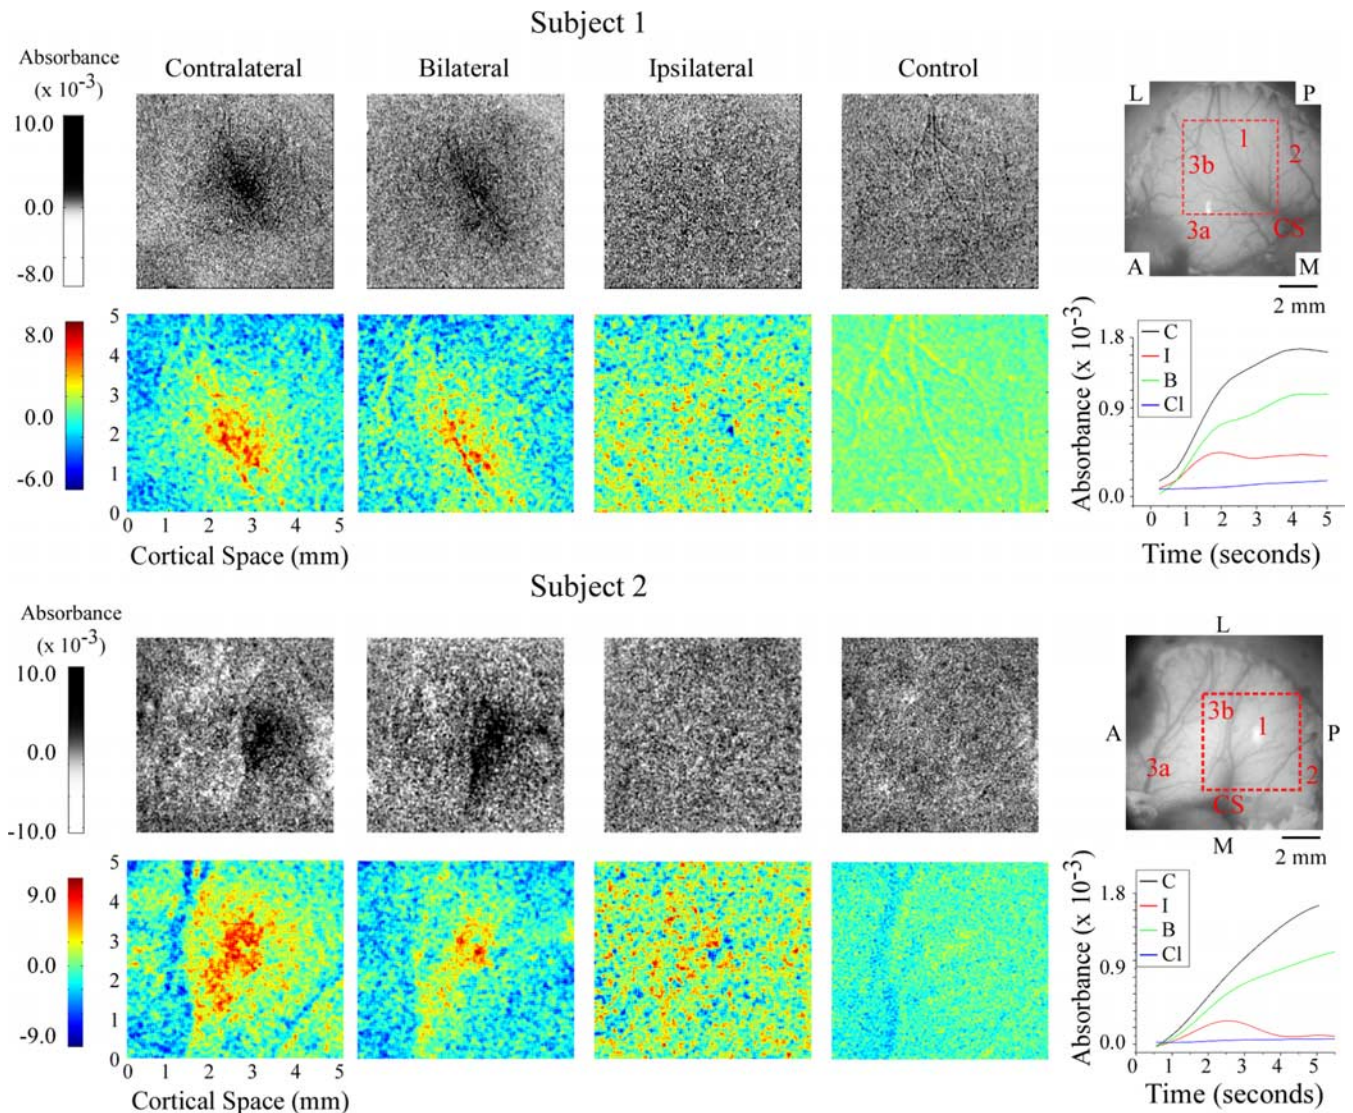 Subject 1
Absorbance
(x 10⁻³)
Contralateral Bilateral Ipsilateral Control
10.0
0.0
-8.0
L P
1
3b 2
3a CS
A M
2 mm
8.0
0.0
-6.0
5
4
3
2
1
0
0 1 2 3 4 5
Cortical Space (mm)
Absorbance (x 10⁻³)
1.8
0.9
0.0
C
I
B
Cl
0 1 2 3 4 5
Time (seconds)
Subject 2
Absorbance
(x 10⁻³)
10.0
0.0
-10.0
L
3b 1
A P
3a 2
CS
M
2 mm
9.0
0.0
-9.0
5
4
3
2
1
0
0 1 2 3 4 5
Cortical Space (mm)
Absorbance (x 10⁻³)
1.8
0.9
0.0
C
I
B
Cl
0 1 2 3 4 5
Time (seconds)